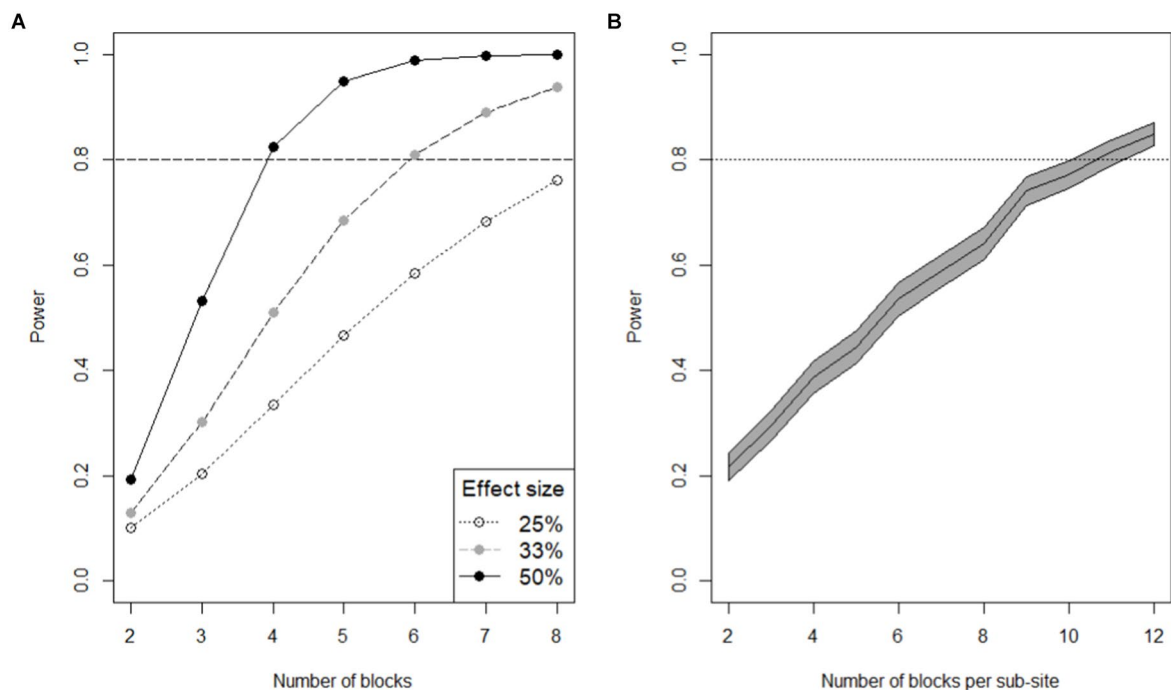 A
1.0
0.8
0.6
0.4
0.2
0.0
Power
2 3 4 5 6 7 8
Number of blocks
Effect size
25%
33%
50%
B
1.0
0.8
0.6
0.4
0.2
0.0
Power
2 4 6 8 10 12
Number of blocks per sub-site